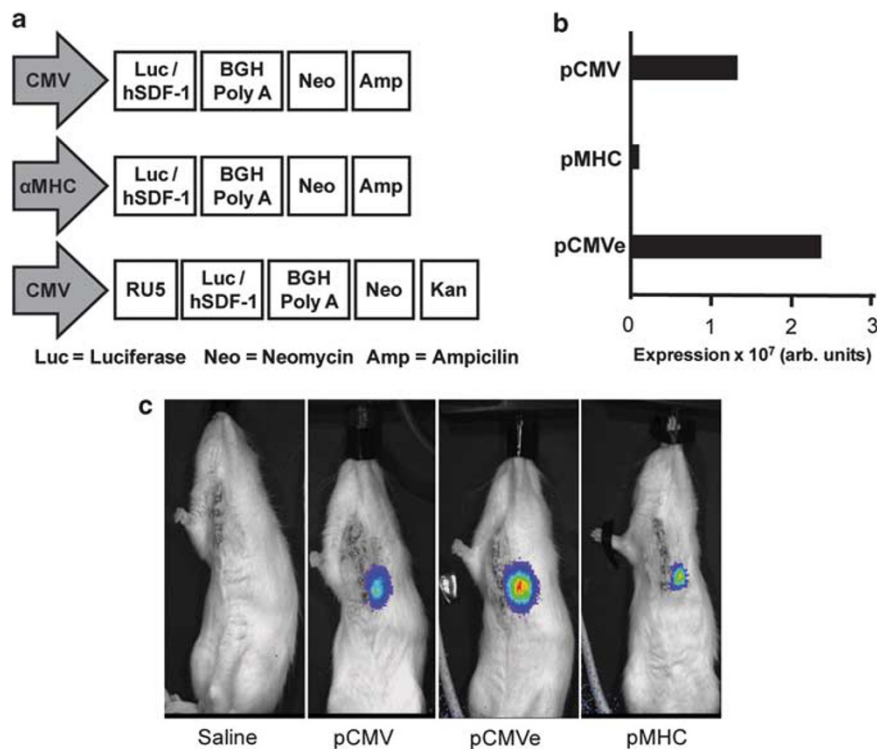 a
CMV
Luc /
hSDF-1
BGH
Poly A
Neo
Amp
αMHC
Luc /
hSDF-1
BGH
Poly A
Neo
Amp
CMV
RU5
Luc /
hSDF-1
BGH
Poly A
Neo
Kan
Luc = Luciferase Neo = Neomycin Amp = Ampicilin
b
pCMV
pMHC
pCMVe
0 1 2 3
Expression x 10⁷ (arb. units)
c
Saline pCMV pCMVe pMHC